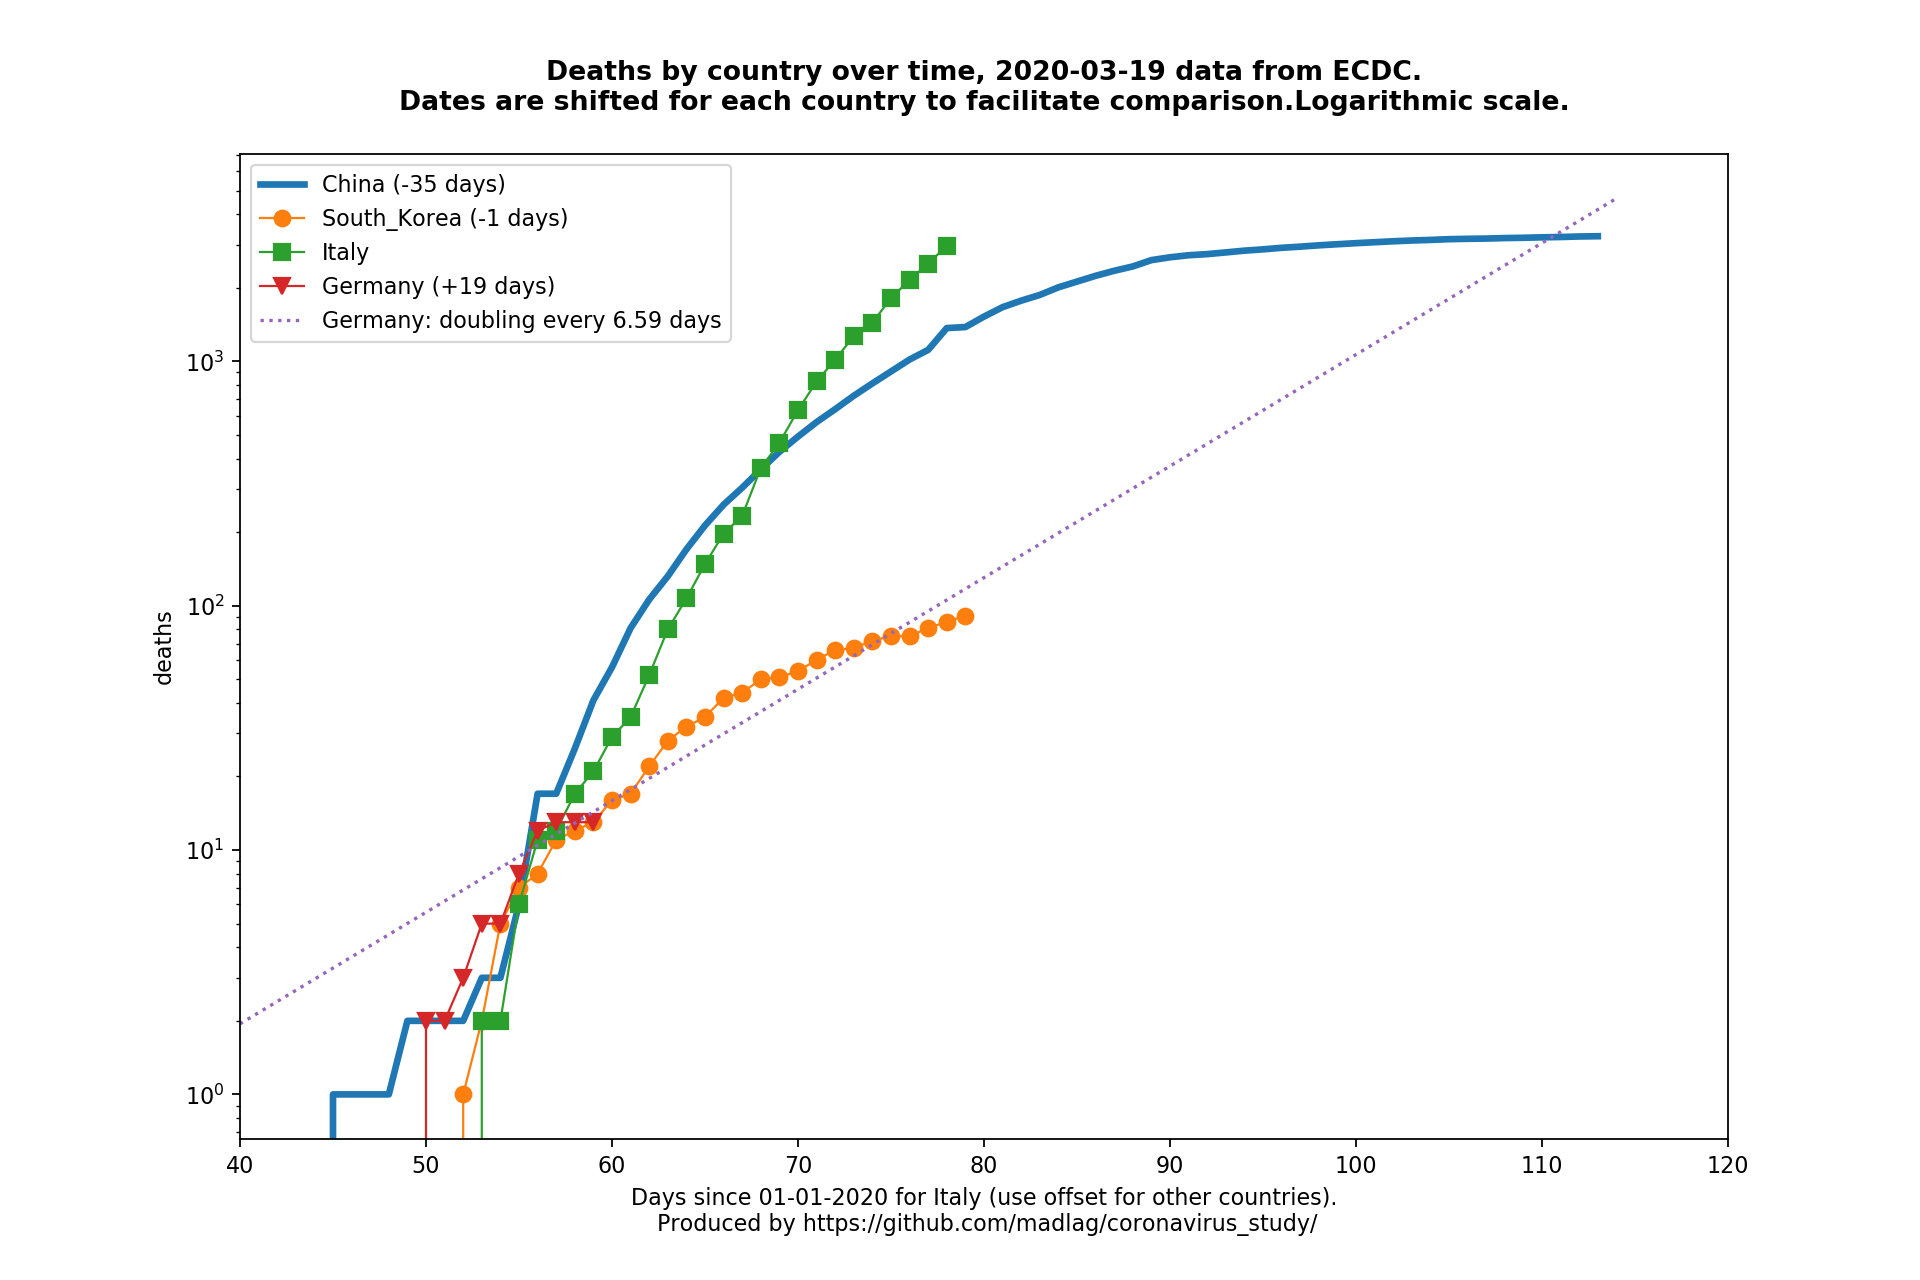 Deaths by country over time, 2020-03-19 data from ECDC.
Dates are shifted for each country to facilitate comparison.Logarithmic scale.
China (-35 days)
South_Korea (-1 days)
Italy
Germany (+19 days)
Germany: doubling every 6.59 days
10³
10²
10¹
10⁰
deaths
40 50 60 70 80 90 100 110 120
Days since 01-01-2020 for Italy (use offset for other countries).
Produced by https://github.com/madlag/coronavirus_study/